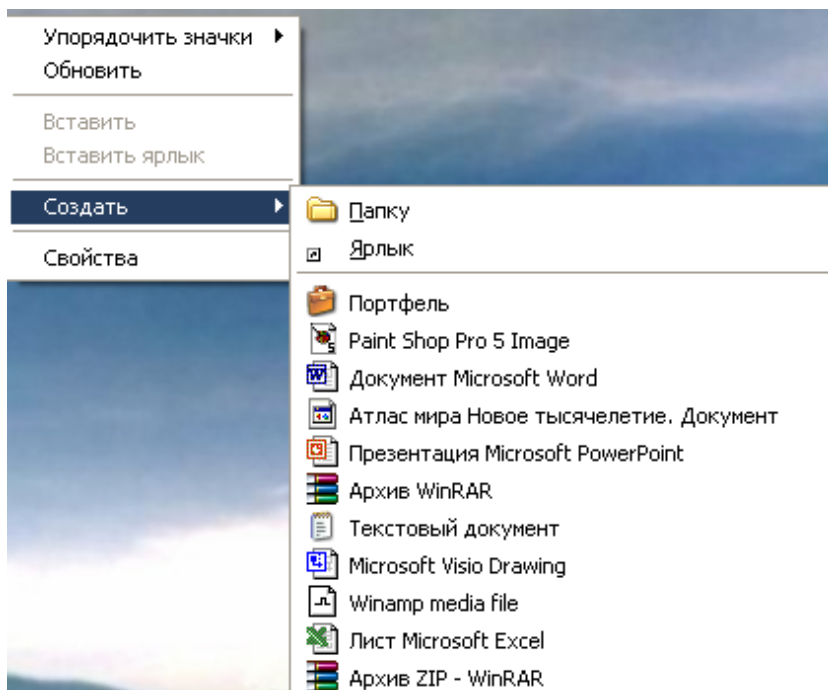 Упорядочить значки
Обновить
Вставить
Вставить ярлык
Создать
Свойства
Папку
Ярлык
Портфель
Paint Shop Pro 5 Image
Документ Microsoft Word
Атлас мира Новое тысячелетие. Документ
Презентация Microsoft PowerPoint
Архив WinRAR
Текстовый документ
Microsoft Visio Drawing
Winamp media file
Лист Microsoft Excel
Архив ZIP - WinRAR